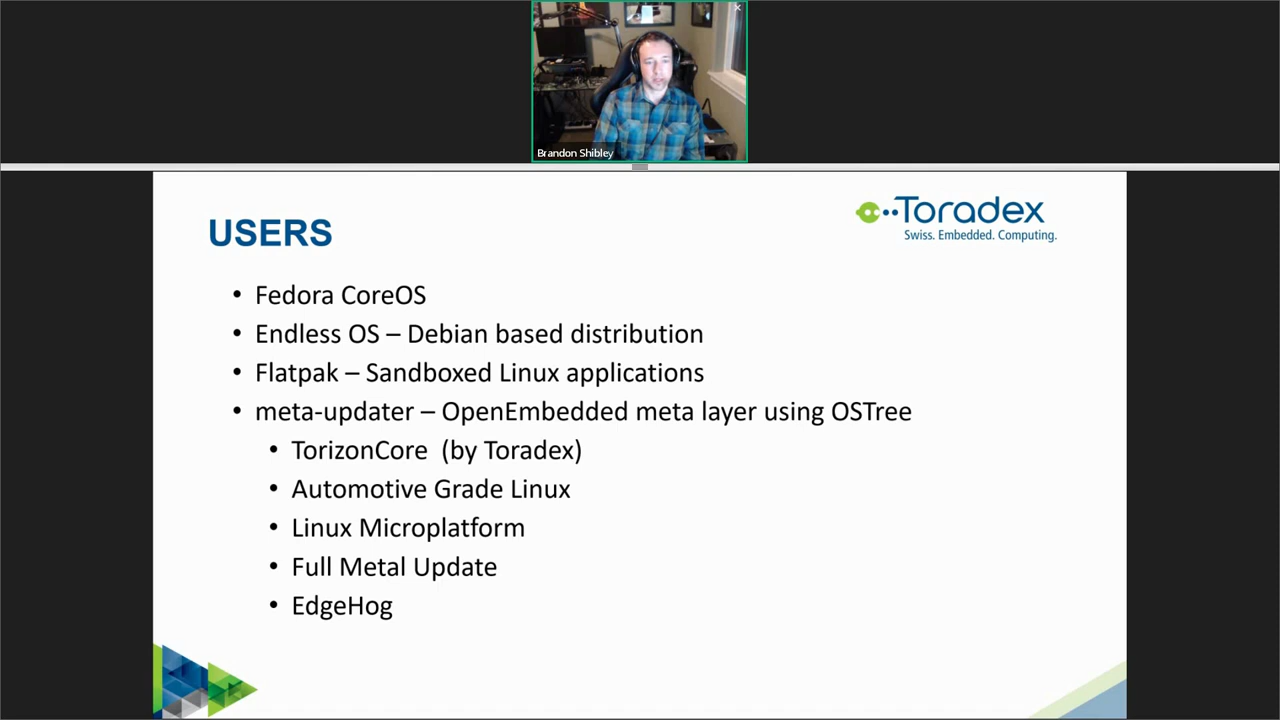 Brandon Shibley
USERS
Toradex
Swiss. Embedded. Computing.
• Fedora CoreOS
• Endless OS – Debian based distribution
• Flatpak – Sandboxed Linux applications
• meta-updater – OpenEmbedded meta layer using OSTree
• TorizonCore  (by Toradex)
• Automotive Grade Linux
• Linux Microplatform
• Full Metal Update
• EdgeHog